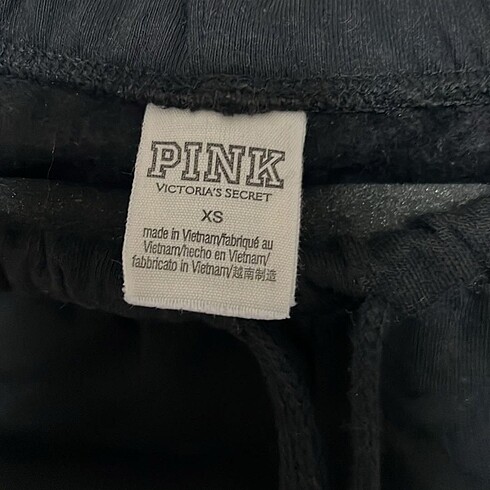 PINK
VICTORIA'S SECRET
XS
made in Vietnam/fabriqué au
Vietnam/hecho en Vietnam/
fabbricato in Vietnam/越南制造